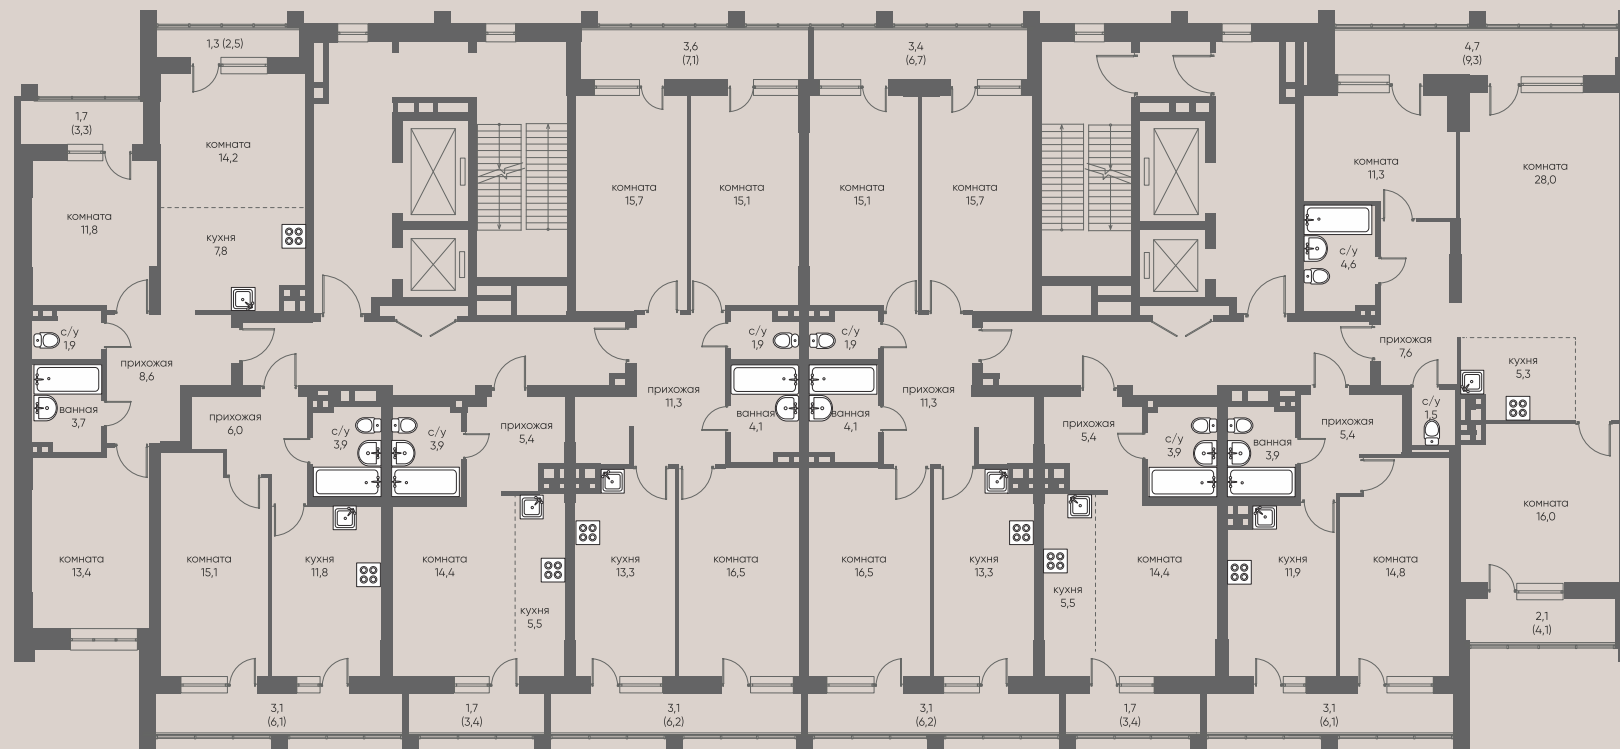 1,3 (2,5)
3,6
(7,1)
3,4
(6,7)
4,7
(9,3)
1,7
(3,3)
комната
14,2
комната
11,3
комната
28,0
комната
15,7
комната
15,1
комната
15,1
комната
15,7
комната
11,8
кухня
7,8
с/у
4,6
с/у
1,9
с/у
1,9
с/у
1,9
прихожая
7,6
прихожая
8,6
кухня
5,3
прихожая
11,3
прихожая
11,3
ванная
3,7
прихожая
6,0
с/у
3,9
с/у
3,9
прихожая
5,4
ванная
4,1
ванная
4,1
прихожая
5,4
с/у
3,9
ванная
3,9
прихожая
5,4
с/у
1,5
комната
16,0
комната
13,4
комната
15,1
кухня
11,8
комната
14,4
кухня
5,5
кухня
13,3
комната
16,5
комната
16,5
кухня
13,3
кухня
5,5
комната
14,4
кухня
11,9
комната
14,8
2,1
(4,1)
3,1
(6,1)
1,7
(3,4)
3,1
(6,2)
3,1
(6,2)
1,7
(3,4)
3,1
(6,1)